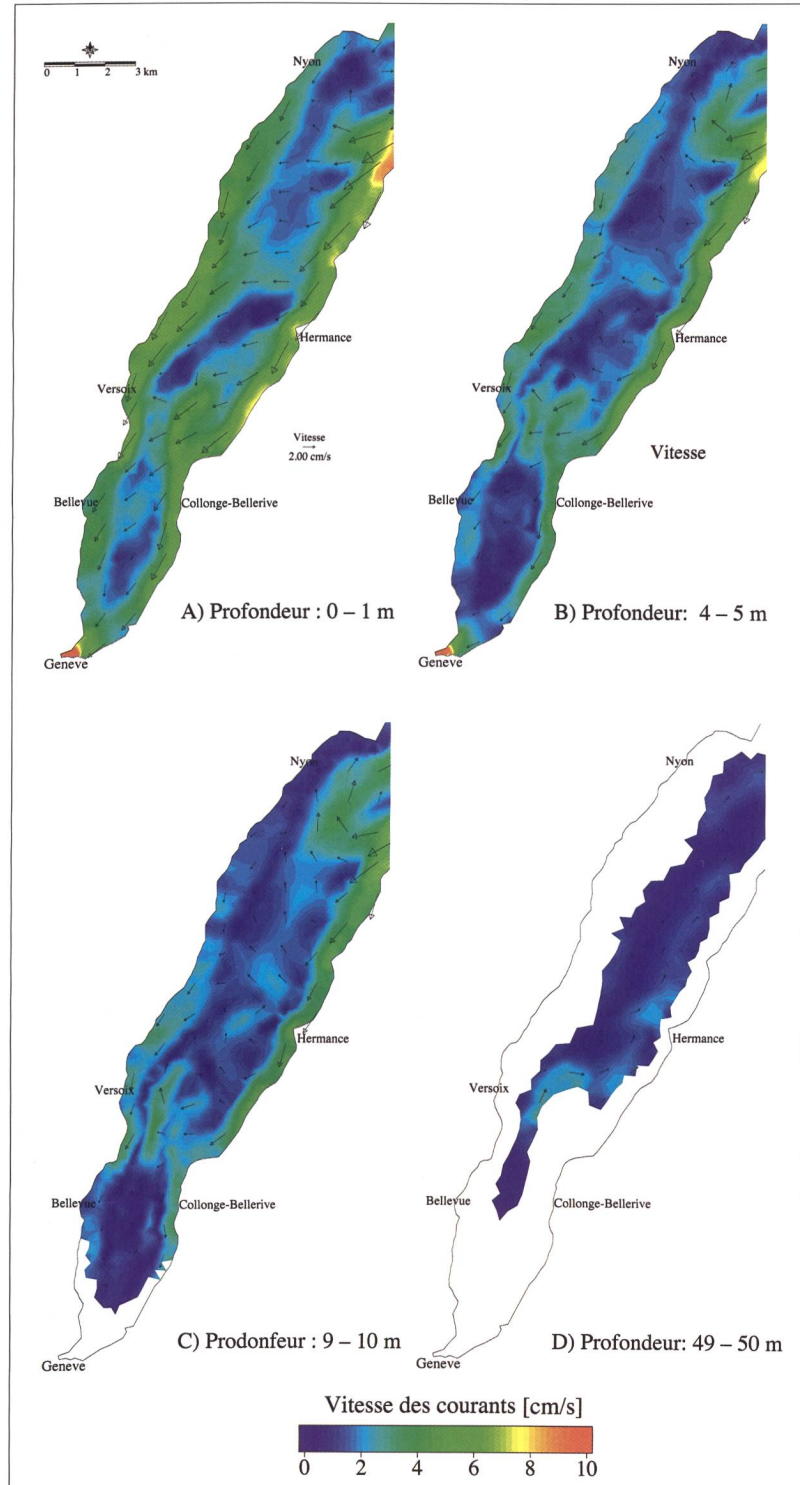 Nyon
0 1 2 3 km
Hermance
Versoix
Vitesse
2.00 cm/s
Bellevue
Collonge-Bellerive
A) Profondeur : 0 – 1 m
Geneve
Nyon
Hermance
Versoix
Vitesse
Bellevue
Collonge-Bellerive
B) Profondeur: 4 – 5 m
Geneve
Nyon
Hermance
Versoix
Bellevue
Collonge-Bellerive
C) Prodonfeur : 9 – 10 m
Geneve
Nyon
Hermance
Versoix
Bellevue
Collonge-Bellerive
D) Profondeur: 49 – 50 m
Geneve
Vitesse des courants [cm/s]
0 2 4 6 8 10